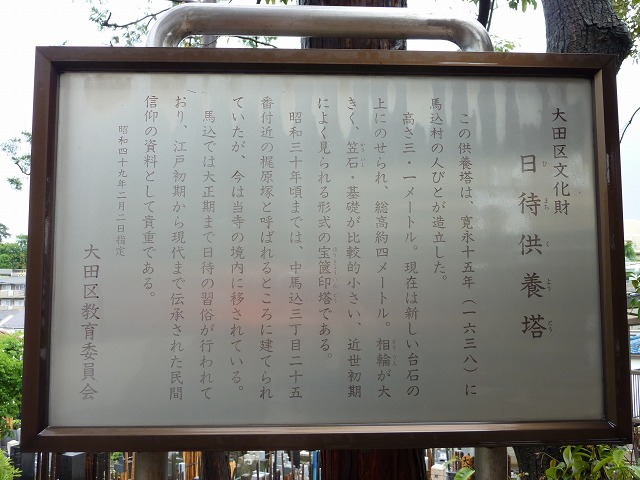 大田区文化財
日待供養塔
ひまちくようとう
この供養塔は、寛永十五年（一六三八）に
馬込村の人びとが造立した。
高さ三・一メートル。現在は新しい台石の
上にのせられ、総高約四メートル。相輪が大
きく、笠石・基礎が比較的小さい、近世初期
によく見られる形式の宝篋印塔である。
昭和三十年頃までは、中馬込三丁目二十五
番付近の梶原塚と呼ばれるところに建てられ
ていたが、今は当寺の境内に移されている。
馬込では大正期まで日待の習俗が行われて
おり、江戸初期から現代まで伝承された民間
信仰の資料として貴重である。
昭和四十九年二月二日指定
大田区教育委員会